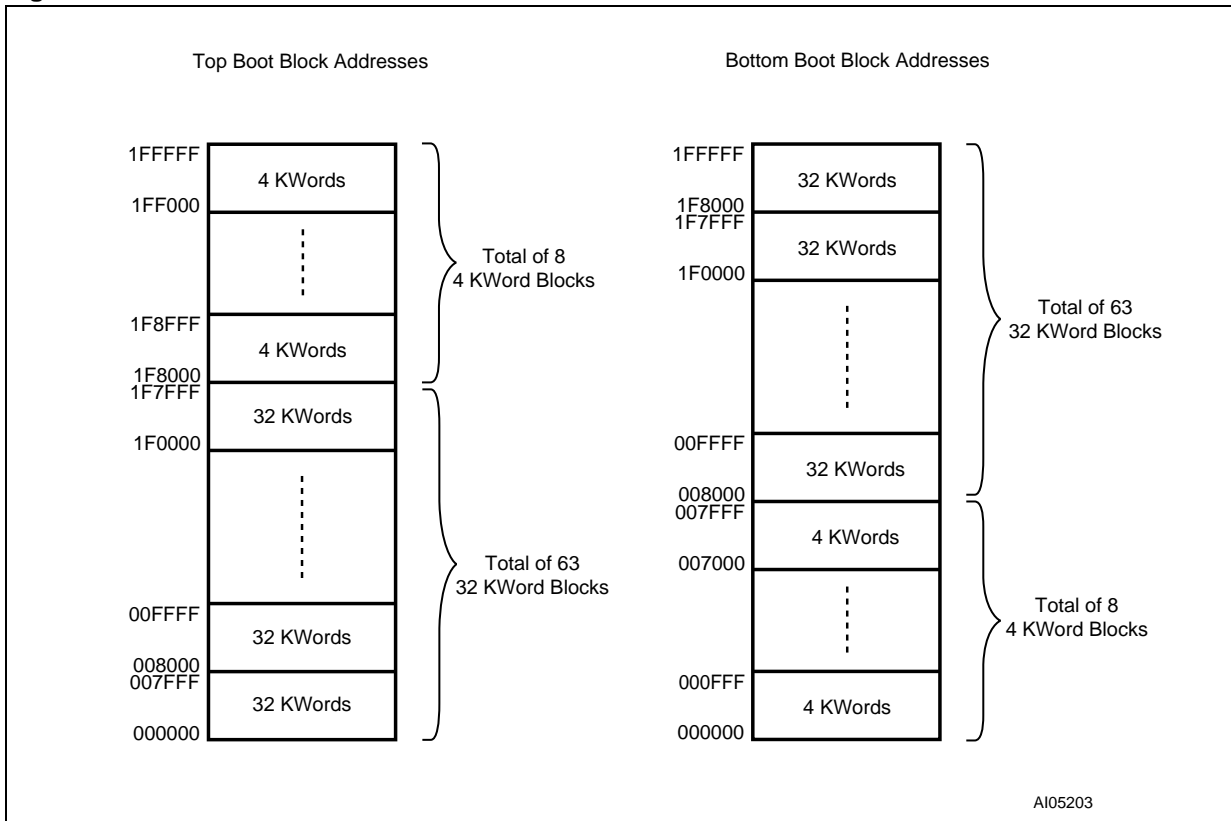 Top Boot Block Addresses
1FFFFF
4 KWords
1FF000
Total of 8
4 KWord Blocks
1F8FFF
4 KWords
1F8000
1F7FFF
32 KWords
1F0000
Total of 63
32 KWord Blocks
00FFFF
32 KWords
008000
007FFF
32 KWords
000000
Bottom Boot Block Addresses
1FFFFF
32 KWords
1F8000
1F7FFF
32 KWords
1F0000
Total of 63
32 KWord Blocks
00FFFF
32 KWords
008000
007FFF
4 KWords
007000
Total of 8
4 KWord Blocks
000FFF
4 KWords
000000
AI05203